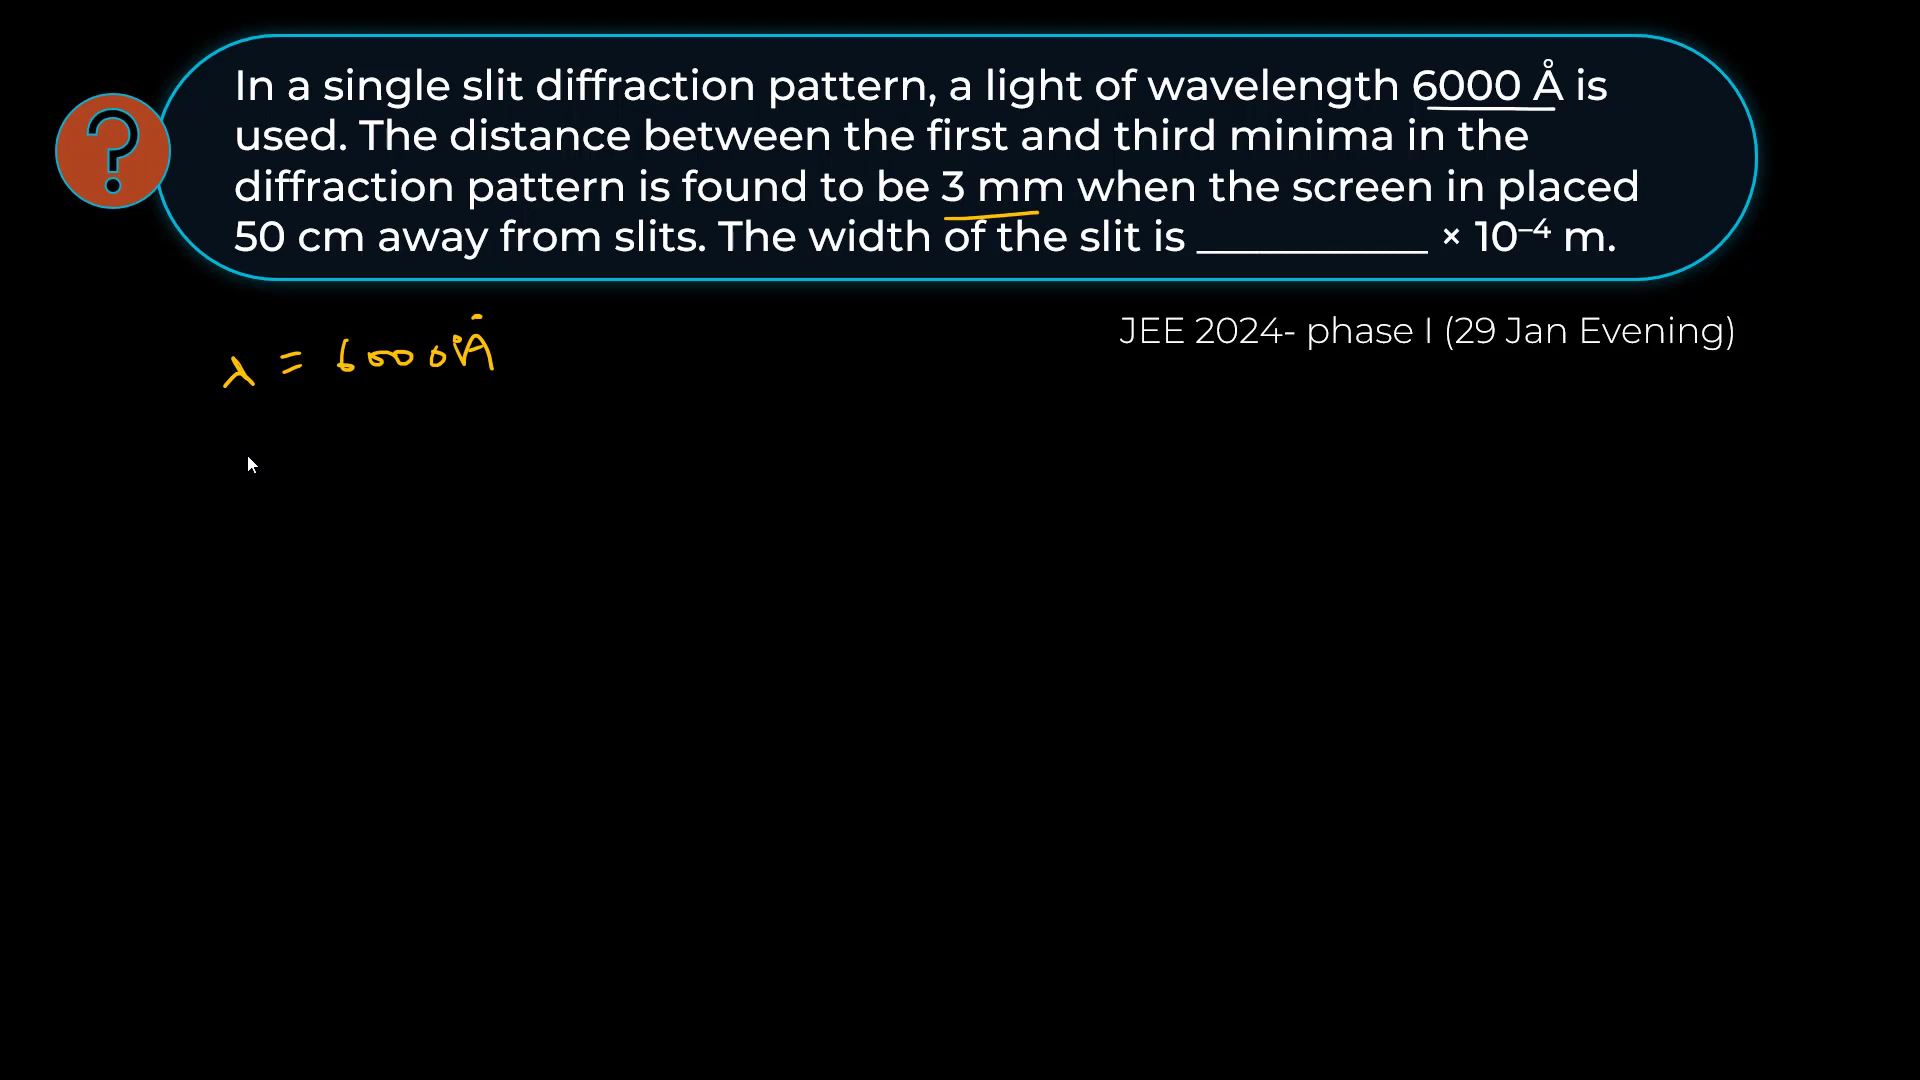 In a single slit diffraction pattern, a light of wavelength 6000 Å is
used. The distance between the first and third minima in the
diffraction pattern is found to be 3 mm when the screen in placed
50 cm away from slits. The width of the slit is ____________ × 10⁻⁴ m.
JEE 2024- phase I (29 Jan Evening)
λ = 6000 Å